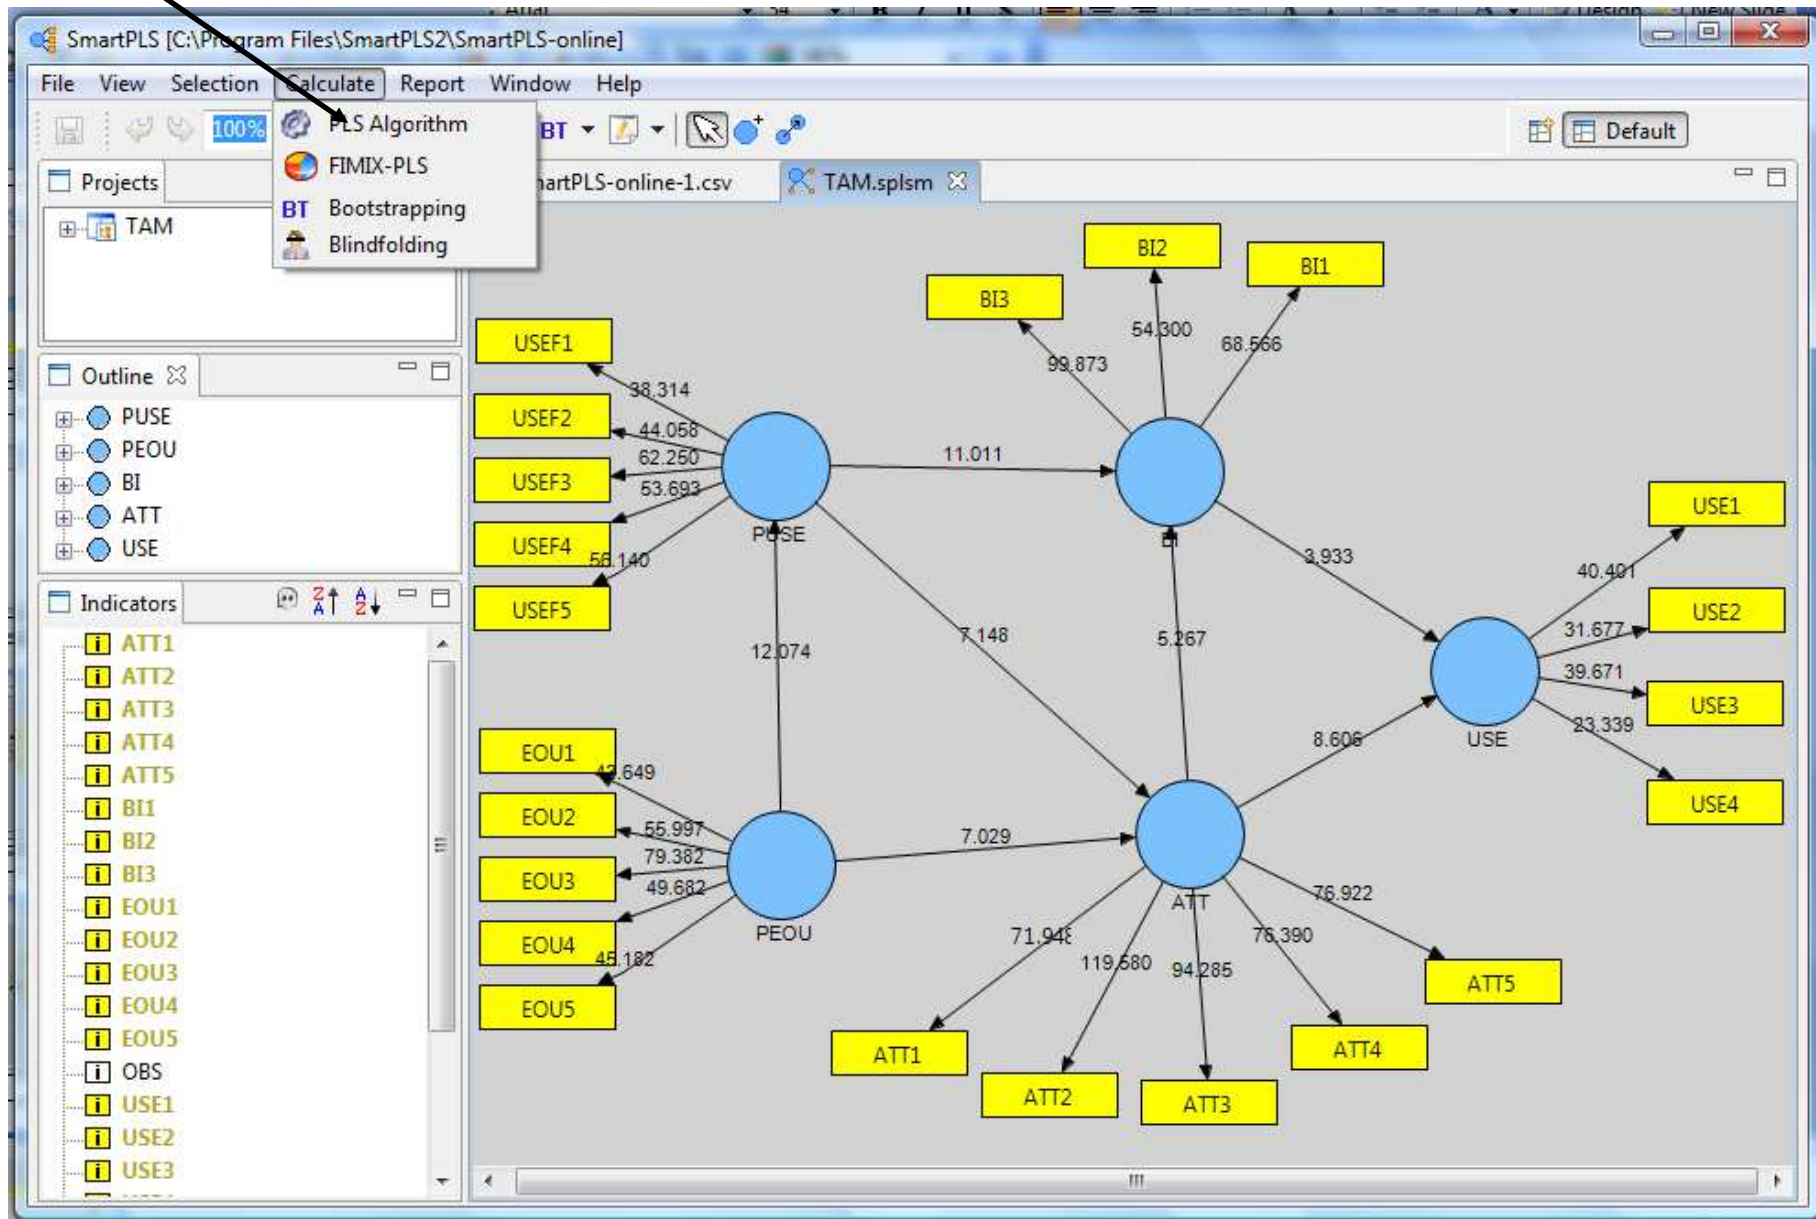 SmartPLS [C:\Program Files\SmartPLS2\SmartPLS-online]
File View Selection Calculate Report Window Help
100%
BT
Default
PLS Algorithm
FIMIX-PLS
BT Bootstrapping
Blindfolding
Projects
martPLS-online-1.csv
TAM.splsm
TAM
Outline
PUSE
PEOU
BI
ATT
USE
Indicators
ATT1
ATT2
ATT3
ATT4
ATT5
BI1
BI2
BI3
EOU1
EOU2
EOU3
EOU4
EOU5
OBS
USE1
USE2
USE3
BI2
BI1
BI3
54.300
68.566
99.873
USEF1
38.314
USEF2
44.058
62.250
USEF3
53.693
USEF4
56.140
USEF5
PUSE
11.011
BI
3.933
USE1
40.491
USE2
31.677
39.671
USE3
23.339
USE4
USE
12.074
7.148
5.267
8.606
EOU1
EOU2
55.997
79.382
EOU3
49.682
EOU4
45.182
EOU5
PEOU
7.029
ATT
76.922
71.948
119.580
94.285
76.390
ATT5
ATT1
ATT4
ATT2
ATT3